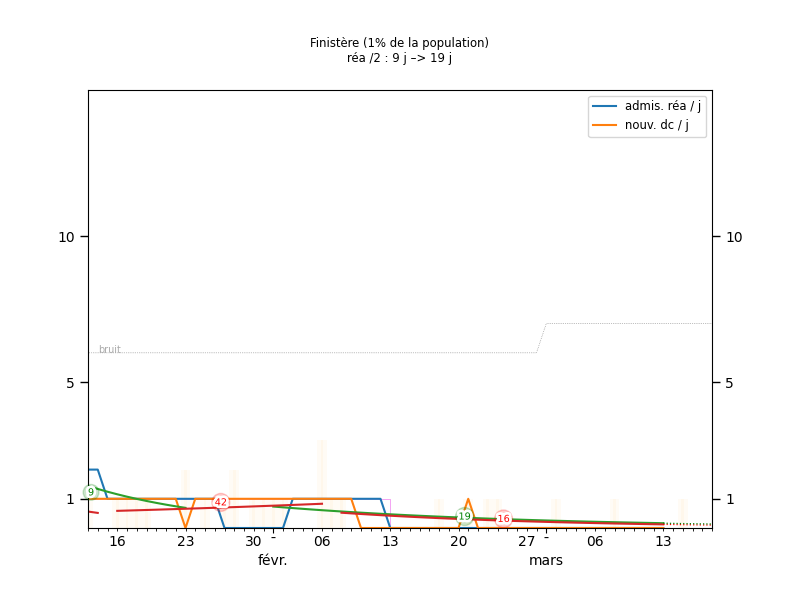 Finistère (1% de la population)
réa /2 : 9 j –> 19 j
admis. réa / j
nouv. dc / j
10 10
bruit
5 5
9 42 19 16
1 1
16 23 30 06 13 20 27 06 13
févr. mars